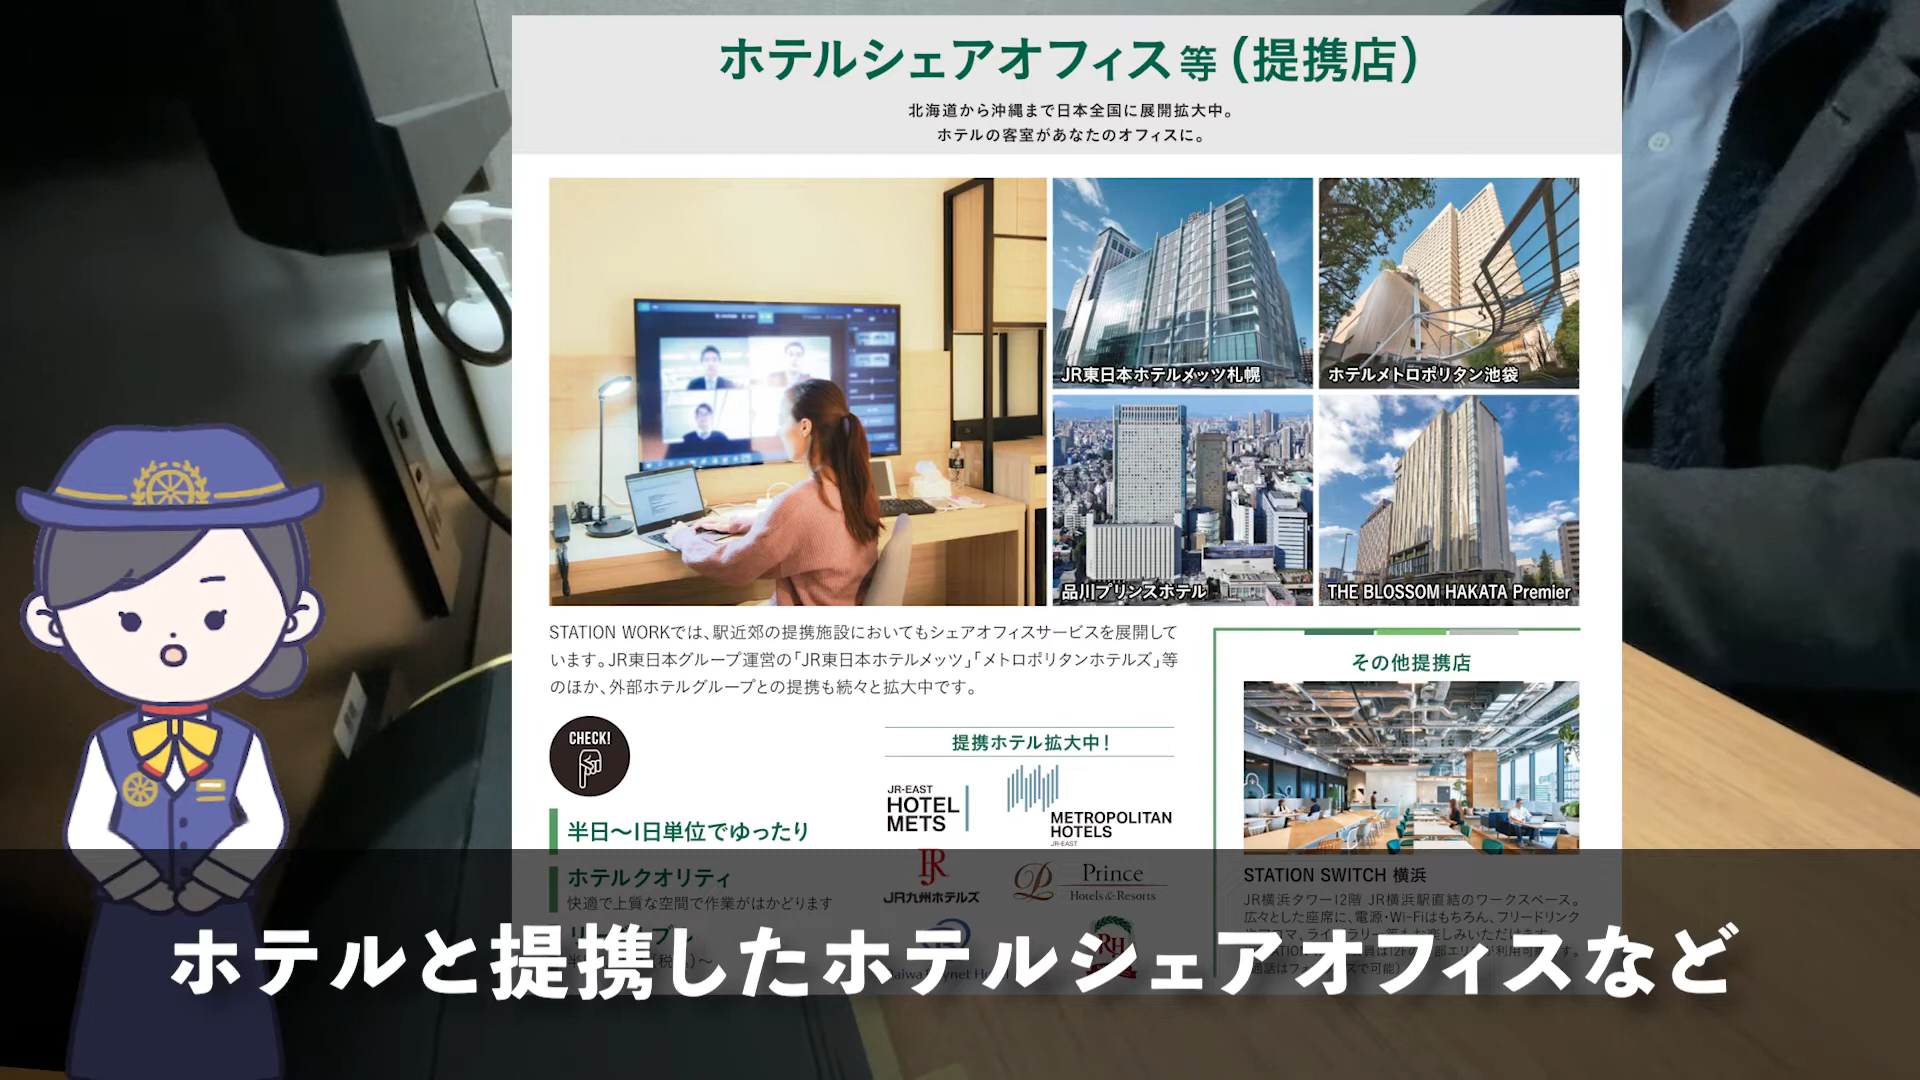 ホテルシェアオフィス等（提携店）
北海道から沖縄まで日本全国に展開拡大中。
ホテルの客室があなたのオフィスに。
JR東日本ホテルメッツ札幌
ホテルメトロポリタン池袋
品川プリンスホテル
THE BLOSSOM HAKATA Premier
STATION WORKでは、駅近郊の提携施設においてもシェアオフィスサービスを展開して
います。JR東日本グループ運営の「JR東日本ホテルメッツ」「メトロポリタンホテルズ」等
のほか、外部ホテルグループとの提携も続々と拡大中です。
CHECK!
半日〜1日単位でゆったり
ホテルクオリティ
快適で上質な空間で作業がはかどります
提携ホテル拡大中！
JR-EAST
HOTEL
METS
METROPOLITAN
HOTELS
JR-EAST
JR九州ホテルズ
Prince
Hotels & Resorts
RH
その他提携店
STATION SWITCH 横浜
JR横浜タワー12階 JR横浜駅直結のワークスペース。
広々とした座席に、電源・Wi-Fiはもちろん、フリードリンク
ホテルと提携したホテルシェアオフィスなど